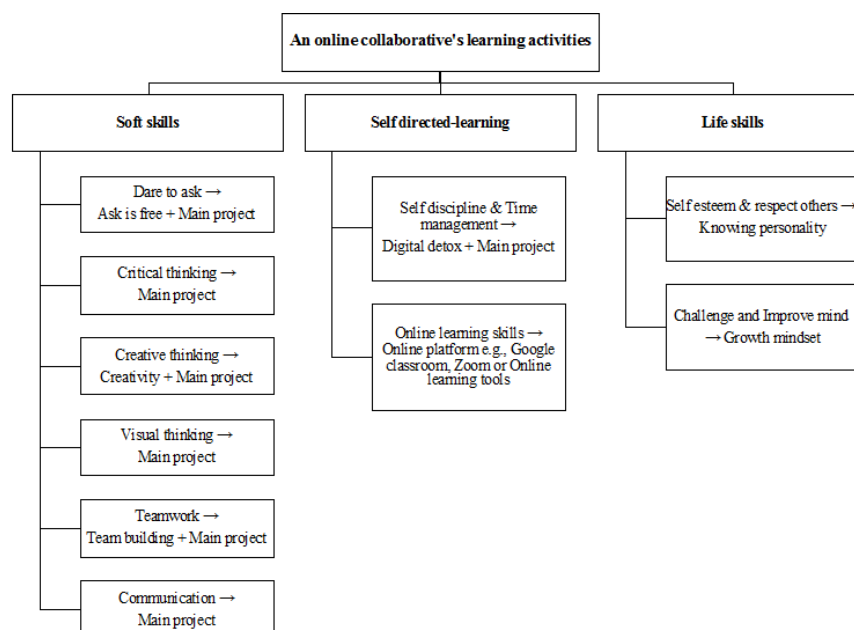 An online collaborative's learning activities
Soft skills
Dare to ask →
Ask is free + Main project
Critical thinking →
Main project
Creative thinking →
Creativity + Main project
Visual thinking →
Main project
Teamwork →
Team building + Main project
Communication →
Main project
Self directed-learning
Self discipline & Time
management →
Digital detox + Main project
Online learning skills →
Online platform e.g., Google
classroom, Zoom or Online
learning tools
Life skills
Self esteem & respect others →
Knowing personality
Challenge and Improve mind
→ Growth mindset